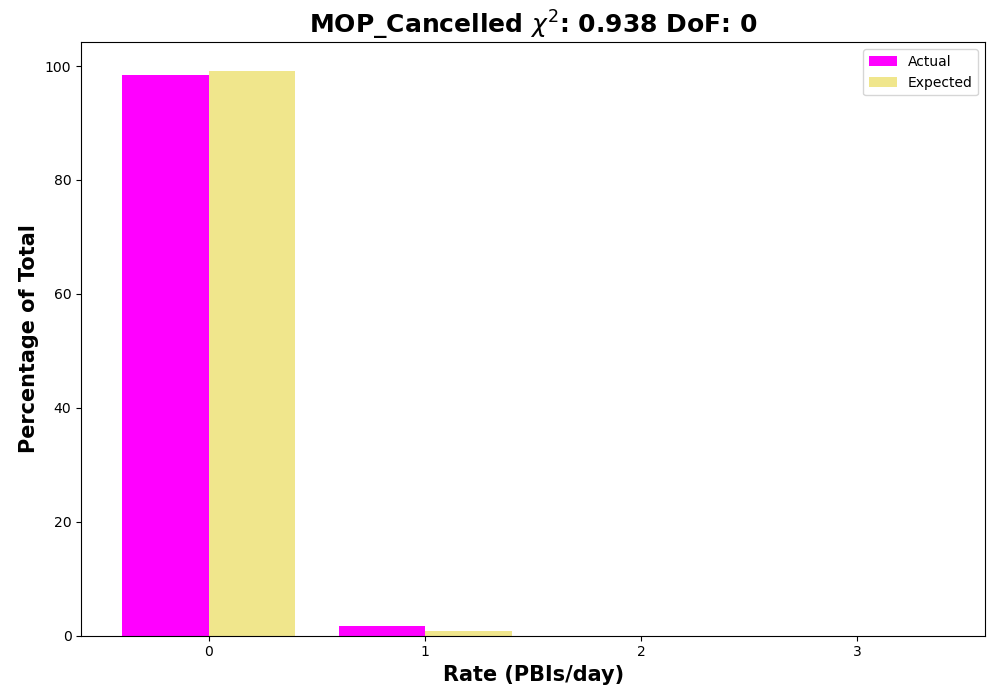 MOP_Cancelled χ²: 0.938 DoF: 0
Actual
Expected
Percentage of Total
100
80
60
40
20
0
0 1 2 3
Rate (PBIs/day)